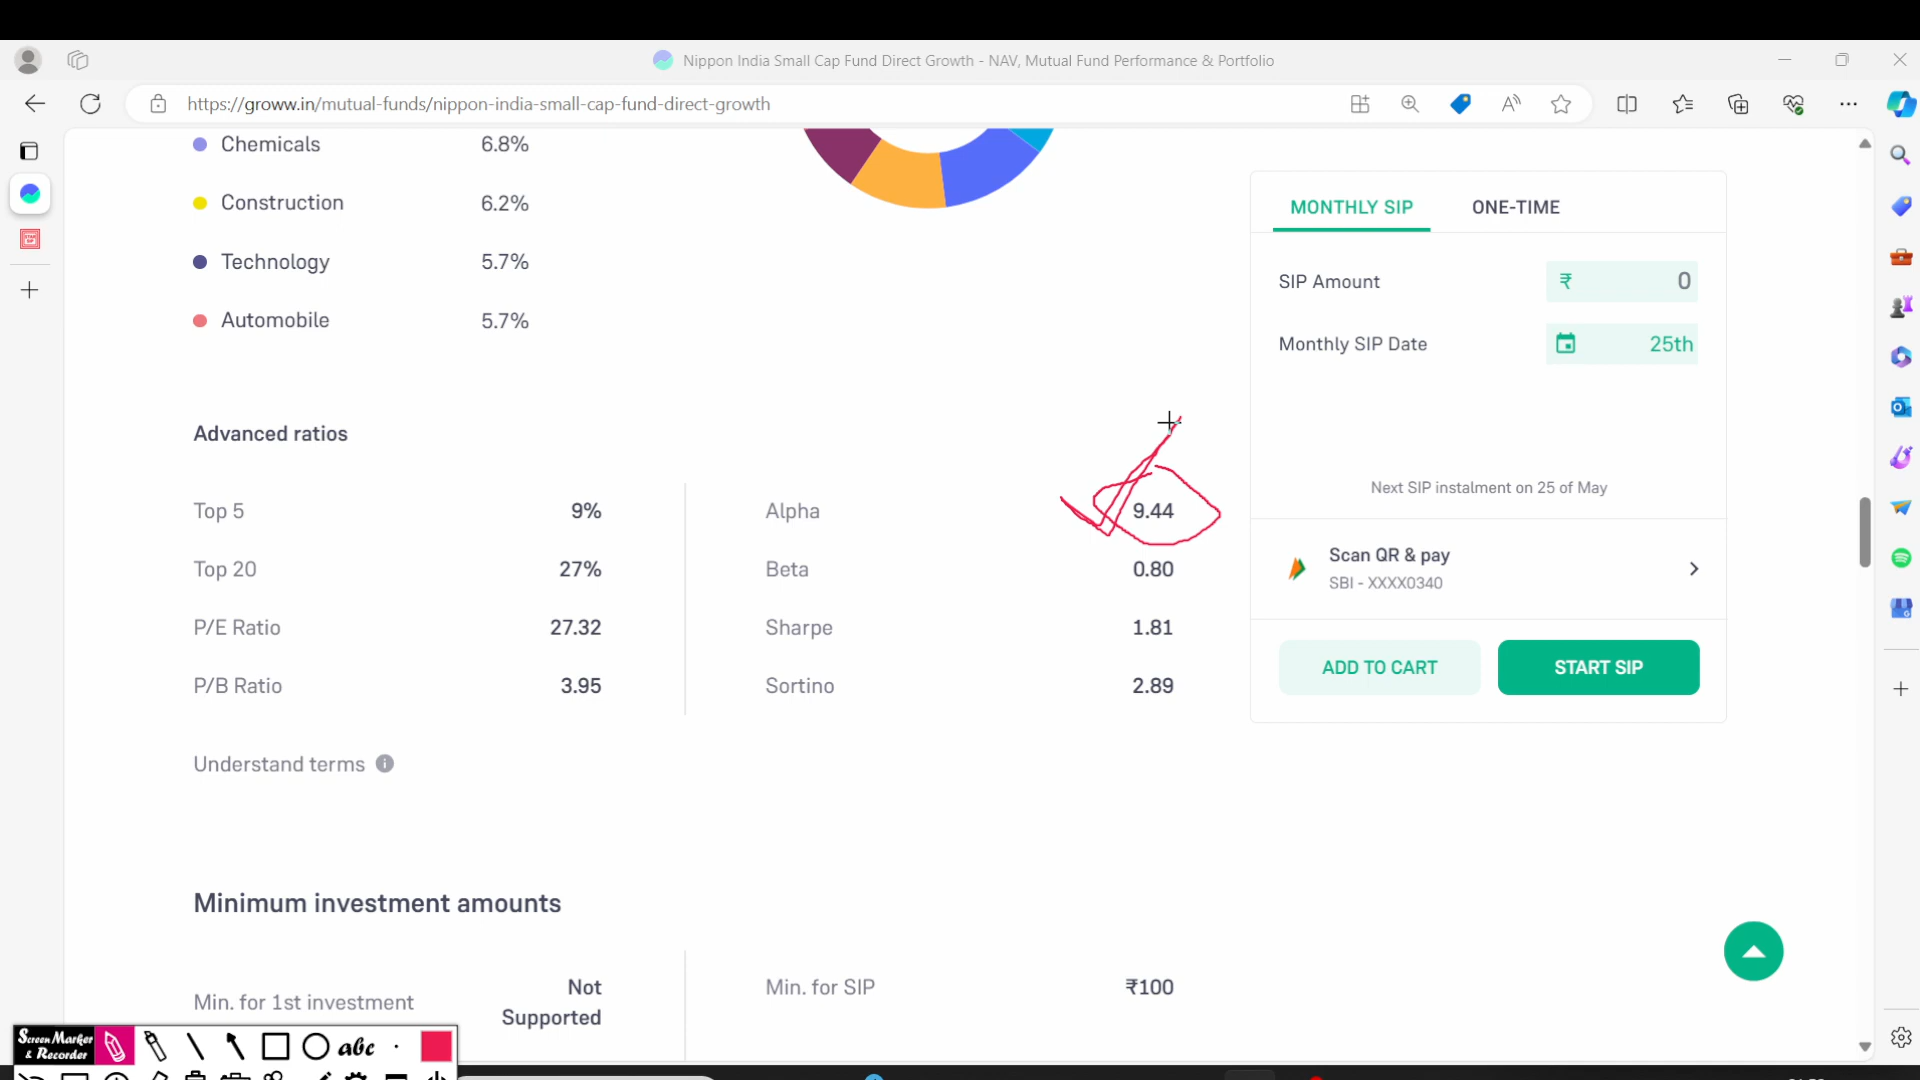 Nippon India Small Cap Fund Direct Growth - NAV, Mutual Fund Performance & Portfolio
https://groww.in/mutual-funds/nippon-india-small-cap-fund-direct-growth
Chemicals 6.8%
Construction 6.2%
Technology 5.7%
Automobile 5.7%
MONTHLY SIP ONE-TIME
SIP Amount ₹ 0
Monthly SIP Date 25th
Next SIP instalment on 25 of May
Scan QR & pay
SBI - XXXX0340
ADD TO CART START SIP
Advanced ratios
Top 5 9% Alpha 9.44
Top 20 27% Beta 0.80
P/E Ratio 27.32 Sharpe 1.81
P/B Ratio 3.95 Sortino 2.89
Understand terms
Minimum investment amounts
Min. for 1st investment Not Supported Min. for SIP ₹100
Screen Marker
& Recorder
abc